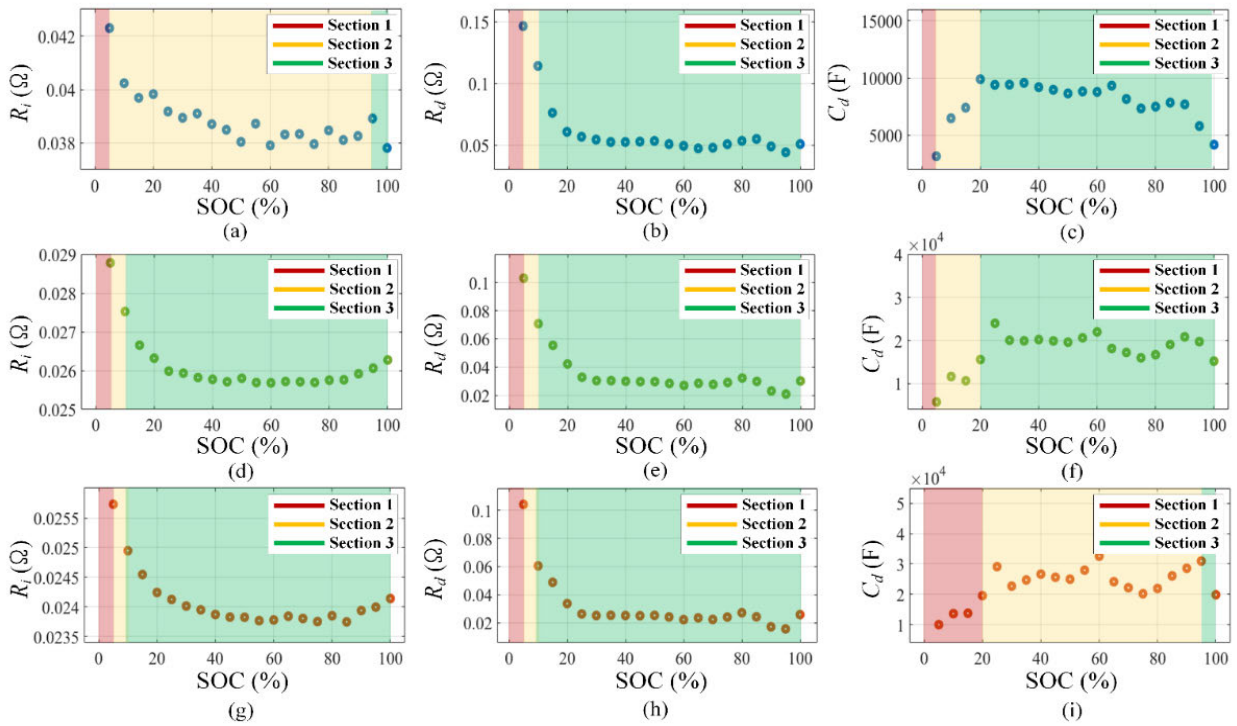 0.042
0.04
0.038
R_i (Ω)
0 20 40 60 80 100
SOC (%)
Section 1
Section 2
Section 3
(a)
0.15
0.1
0.05
R_d (Ω)
0 20 40 60 80 100
SOC (%)
Section 1
Section 2
Section 3
(b)
15000
10000
5000
C_d (F)
0 20 40 60 80 100
SOC (%)
Section 1
Section 2
Section 3
(c)
0.029
0.028
0.027
0.026
0.025
R_i (Ω)
0 20 40 60 80 100
SOC (%)
Section 1
Section 2
Section 3
(d)
0.1
0.08
0.06
0.04
0.02
R_d (Ω)
0 20 40 60 80 100
SOC (%)
Section 1
Section 2
Section 3
(e)
×10⁴
4
3
2
1
C_d (F)
0 20 40 60 80 100
SOC (%)
Section 1
Section 2
Section 3
(f)
0.0255
0.025
0.0245
0.024
0.0235
R_i (Ω)
0 20 40 60 80 100
SOC (%)
Section 1
Section 2
Section 3
(g)
0.1
0.08
0.06
0.04
0.02
R_d (Ω)
0 20 40 60 80 100
SOC (%)
Section 1
Section 2
Section 3
(h)
×10⁴
5
4
3
2
1
C_d (F)
0 20 40 60 80 100
SOC (%)
Section 1
Section 2
Section 3
(i)